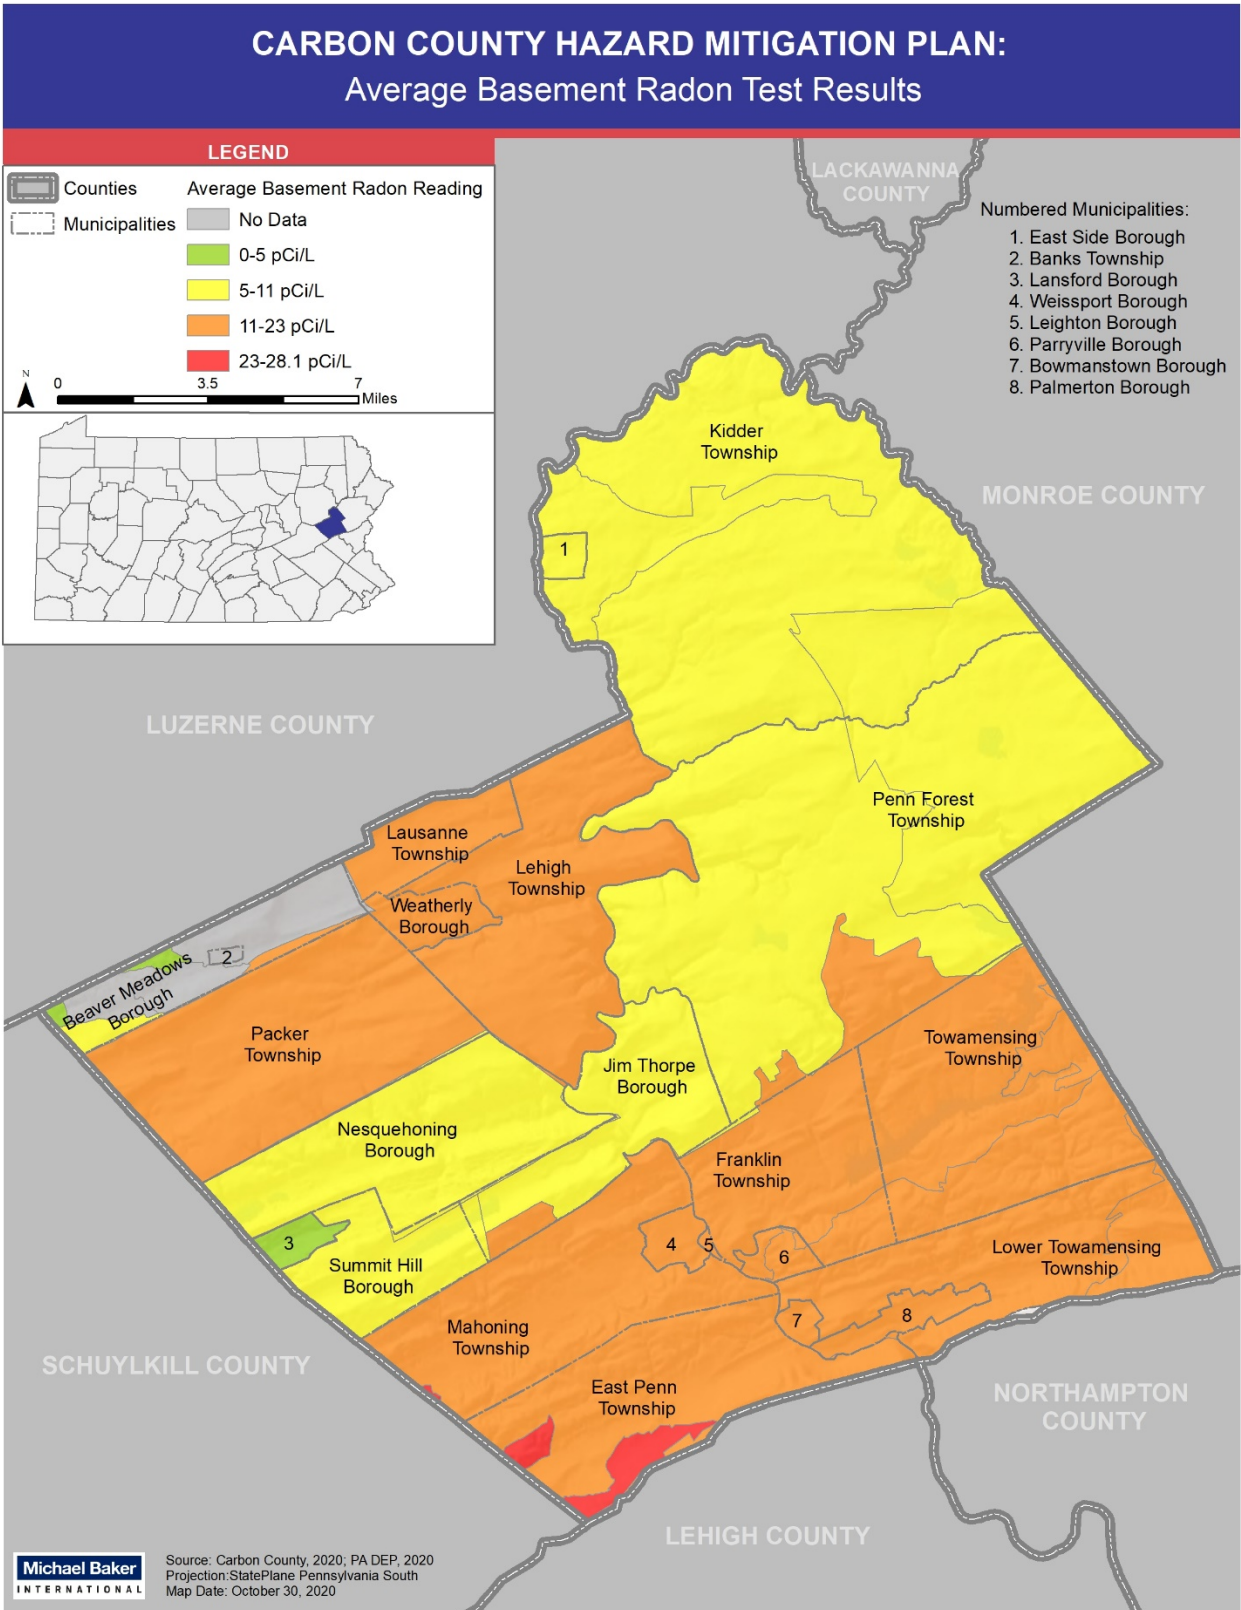 CARBON COUNTY HAZARD MITIGATION PLAN:
Average Basement Radon Test Results
LEGEND
Counties
Municipalities
Average Basement Radon Reading
No Data
0-5 pCi/L
5-11 pCi/L
11-23 pCi/L
23-28.1 pCi/L
N
0 3.5 7
Miles
LACKAWANNA
COUNTY
Numbered Municipalities:
1. East Side Borough
2. Banks Township
3. Lansford Borough
4. Weissport Borough
5. Leighton Borough
6. Parryville Borough
7. Bowmanstown Borough
8. Palmerton Borough
Kidder
Township
MONROE COUNTY
1
LUZERNE COUNTY
Penn Forest
Township
Lausanne
Township
Lehigh
Township
Weatherly
Borough
2
Beaver Meadows
Borough
Packer
Township
Towamensing
Township
Jim Thorpe
Borough
Nesquehoning
Borough
Franklin
Township
3
4
5
6
Summit Hill
Borough
Lower Towamensing
Township
7
8
Mahoning
Township
SCHUYLKILL COUNTY
East Penn
Township
NORTHAMPTON
COUNTY
LEHIGH COUNTY
Michael Baker
INTERNATIONAL
Source: Carbon County, 2020; PA DEP, 2020
Projection:StatePlane Pennsylvania South
Map Date: October 30, 2020